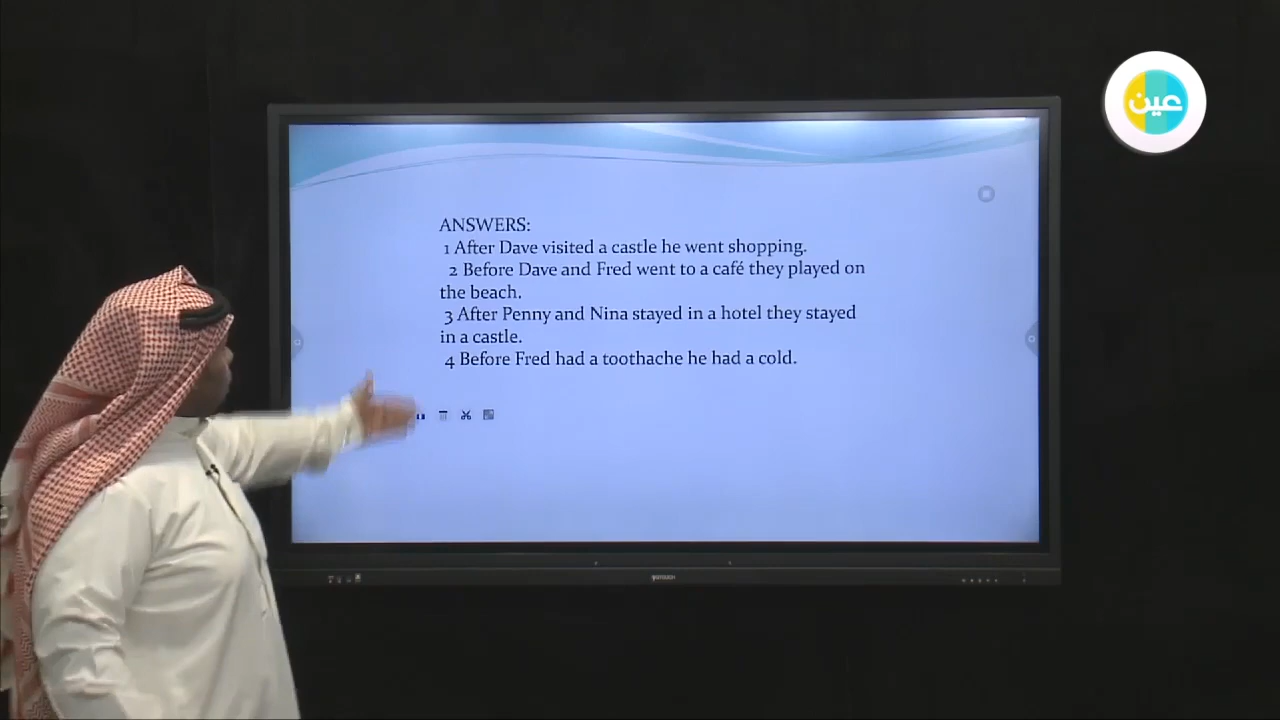 عين
ANSWERS:
1 After Dave visited a castle he went shopping.
2 Before Dave and Fred went to a café they played on
the beach.
3 After Penny and Nina stayed in a hotel they stayed
in a castle.
4 Before Fred had a toothache he had a cold.